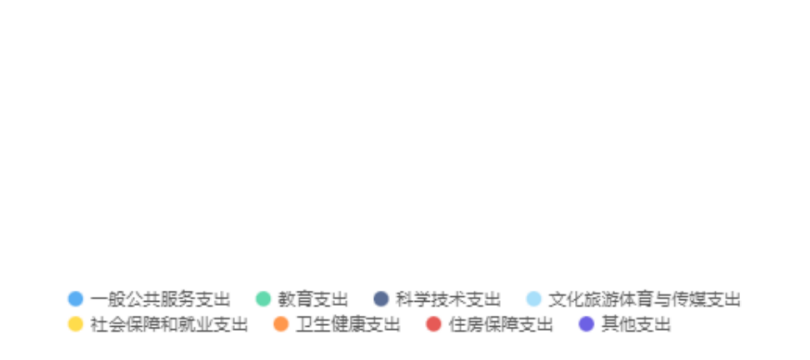 一般公共服务支出 教育支出 科学技术支出 文化旅游体育与传媒支出
社会保障和就业支出 卫生健康支出 住房保障支出 其他支出